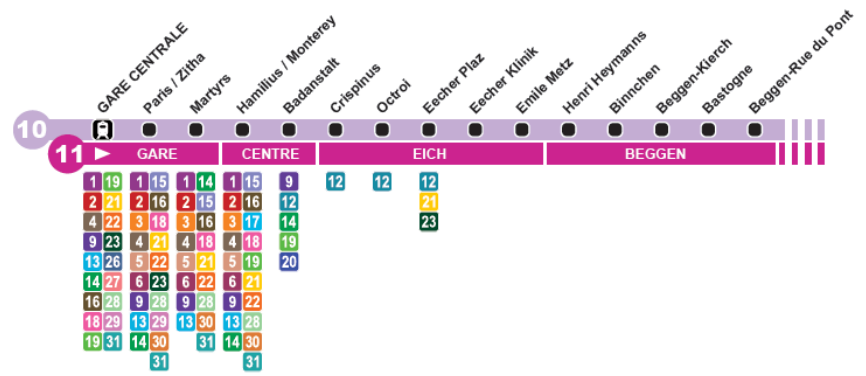 GARE CENTRALE
Paris / Zitha
Martyrs
Hamilius / Monterey
Badanstalt
Crispinus
Octroi
Eecher Plaz
Eecher Klinik
Emile Metz
Henri Heymanns
Binnchen
Beggen-Kierch
Bastogne
Beggen-Rue du Pont
10
11 GARE CENTRE EICH BEGGEN
1 19 1 15 1 14 1 15 9 12 12 12
2 21 2 16 2 15 2 16 12 21
4 22 3 18 3 16 3 17 14 23
9 23 4 21 4 18 4 18 19
13 26 5 22 5 21 5 19 20
14 27 6 23 6 22 6 21
16 28 9 28 9 28 9 22
18 29 13 29 13 30 13 28
19 31 14 30 31 14 30
31 31